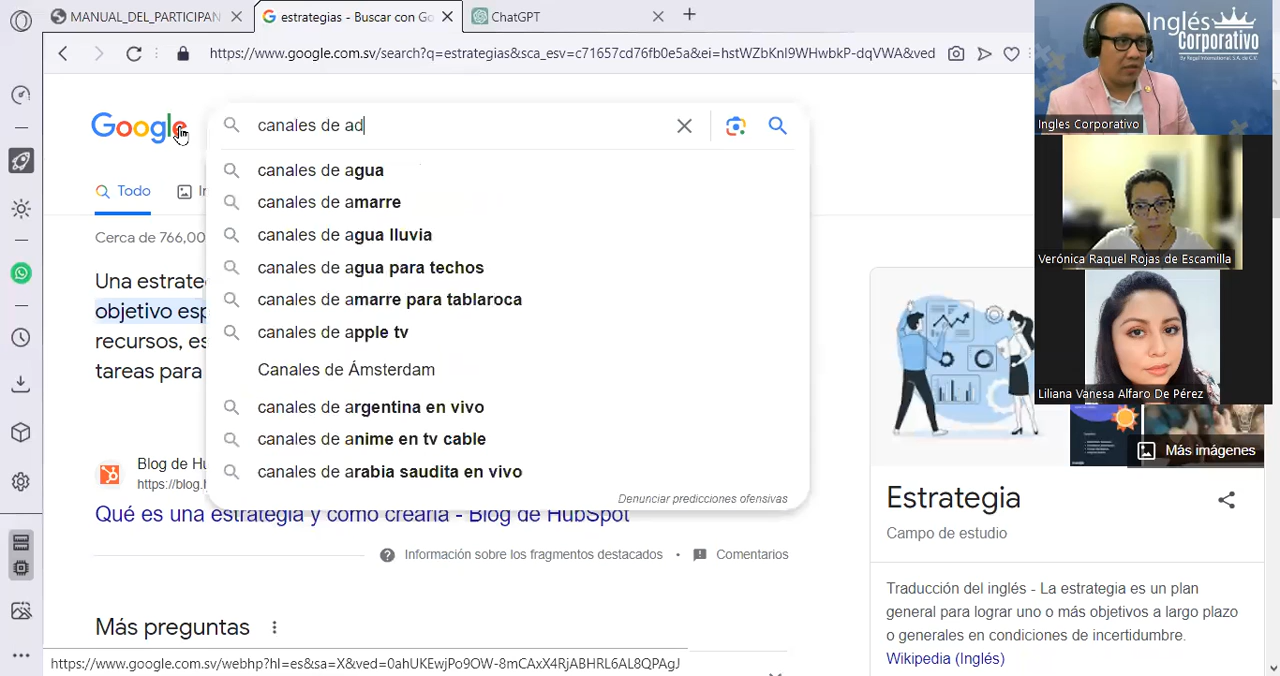 MANUAL_DEL_PARTICIPAN
estrategias - Buscar con Go
ChatGPT
https://www.google.com.sv/search?q=estrategias&sca_esv=c71657cd76fb0e5a&ei=hstWZbKnI9WHwbkP-dqVWA&ved
Google
canales de ad
canales de agua
canales de amarre
canales de agua lluvia
canales de agua para techos
canales de amarre para tablaroca
canales de apple tv
Canales de Ámsterdam
canales de argentina en vivo
canales de anime en tv cable
canales de arabia saudita en vivo
Denunciar predicciones ofensivas
Todo
Cerca de 766,00
Una estrate
objetivo esp
recursos, es
tareas para
Blog de Hu
https://blog.h
Qué es una estrategia y cómo crearla - Blog de HubSpot
Información sobre los fragmentos destacados
Comentarios
Más preguntas
https://www.google.com.sv/webhp?hl=es&sa=X&ved=0ahUKEwjPo9OW-8mCAxX4RjABHRL6AL8QPAgJ
Inglés
Corporativo
By Regal International, S.A. de C.V.
Ingles Corporativo
Verónica Raquel Rojas de Escamilla
Liliana Vanesa Alfaro De Pérez
Más imágenes
Estrategia
Campo de estudio
Traducción del inglés - La estrategia es un plan
general para lograr uno o más objetivos a largo plazo
o generales en condiciones de incertidumbre.
Wikipedia (Inglés)